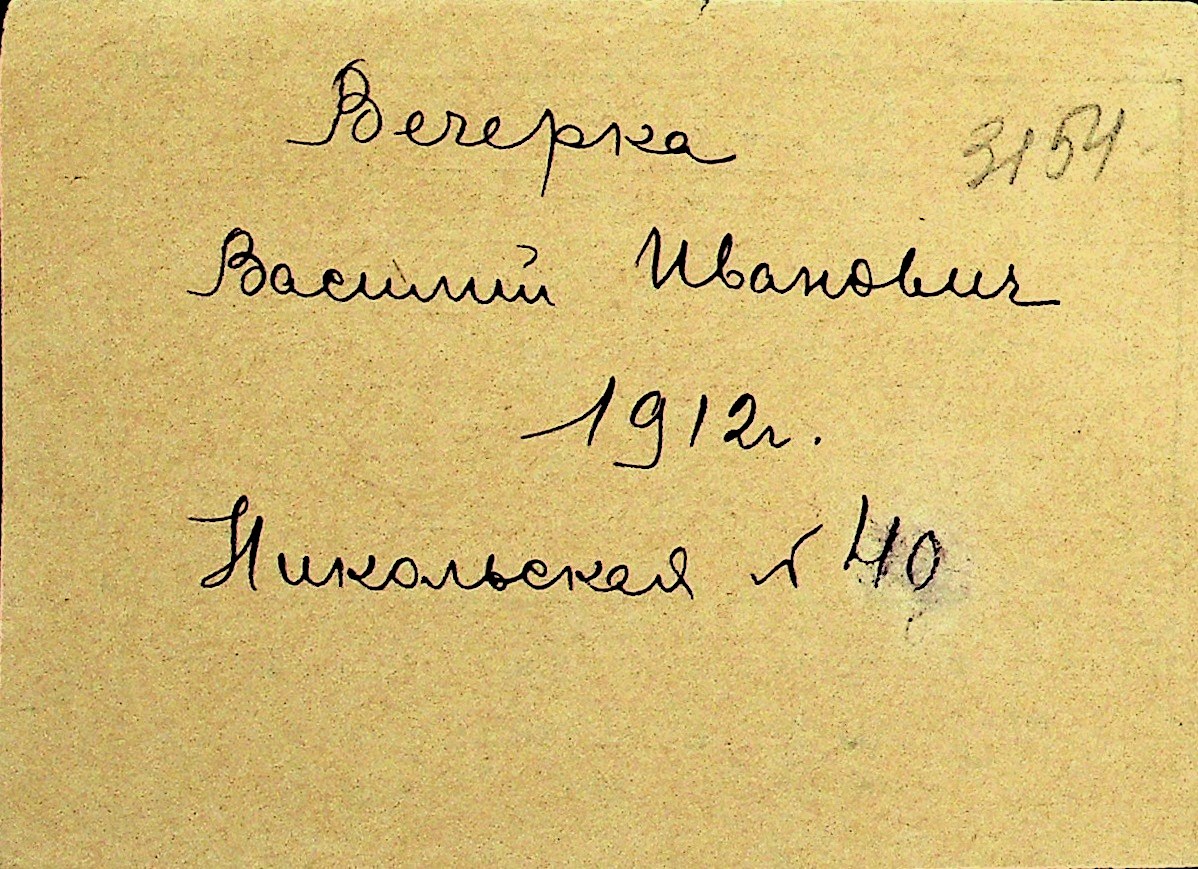 Вечерка 3154
Василий Иванович
1912г.
Никольская № 40